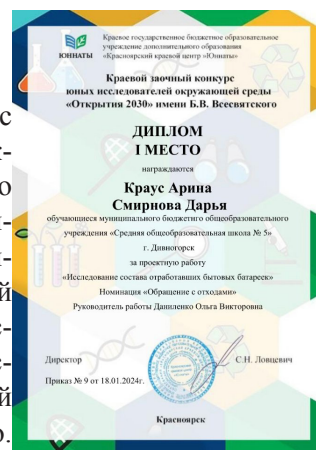 Краевое государственное бюджетное образовательное
учреждение дополнительного образования
«Красноярский краевой центр «Юннаты»
ЮННАТЫ
Краевой заочный конкурс
юных исследователей окружающей среды
«Открытия 2030» имени Б.В. Всесвятского
ДИПЛОМ
I МЕСТО
награждаются
Краус Арина
Смирнова Дарья
обучающиеся муниципального бюджетнго общеобразовательного
учреждения «Средняя общеобразовательная школа № 5»
г. Дивногорск
за проектную работу
«Исследование состава отработавших бытовых батареек»
Номинация «Обращение с отходами»
Руководитель работы Даниленко Ольга Викторовна
Директор
С.Н. Ловцевич
Приказ № 9 от 18.01.2024г.
Красноярск